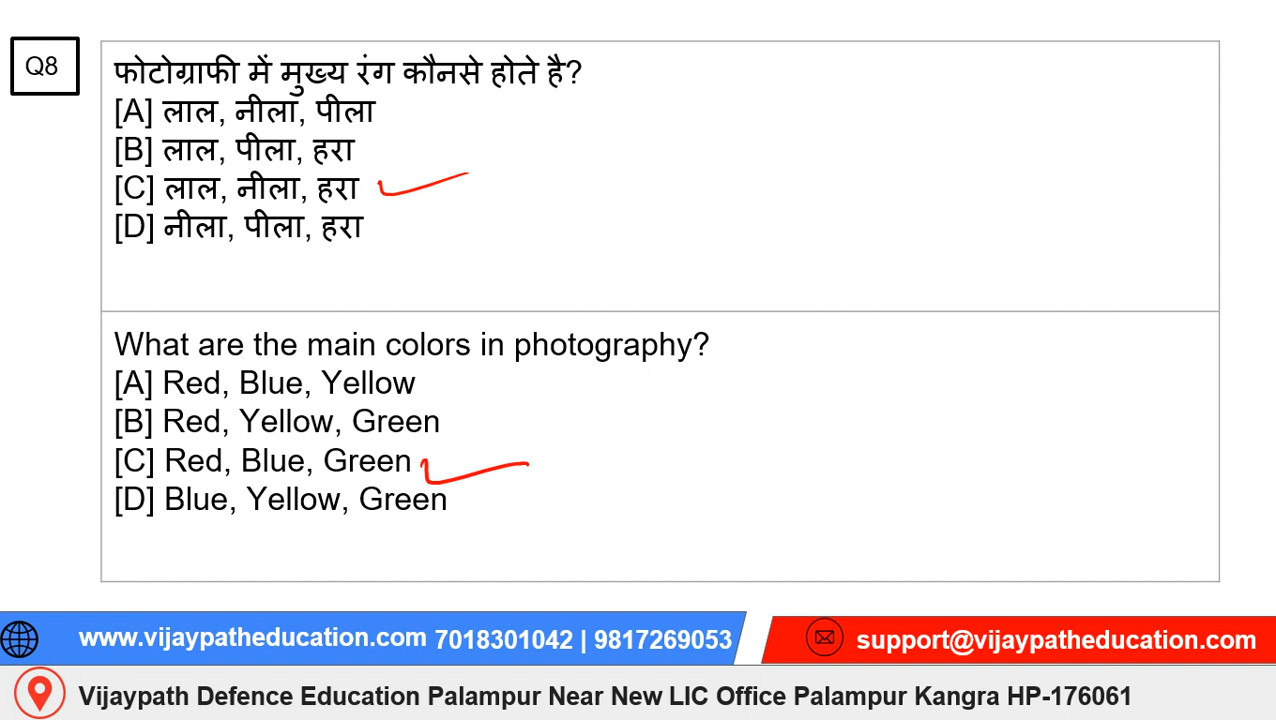 Q8
फोटोग्राफी में मुख्य रंग कौनसे होते है?
[A] लाल, नीला, पीला
[B] लाल, पीला, हरा
[C] लाल, नीला, हरा
[D] नीला, पीला, हरा
What are the main colors in photography?
[A] Red, Blue, Yellow
[B] Red, Yellow, Green
[C] Red, Blue, Green
[D] Blue, Yellow, Green
www.vijaypatheducation.com 7018301042 | 9817269053
support@vijaypatheducation.com
Vijaypath Defence Education Palampur Near New LIC Office Palampur Kangra HP-176061